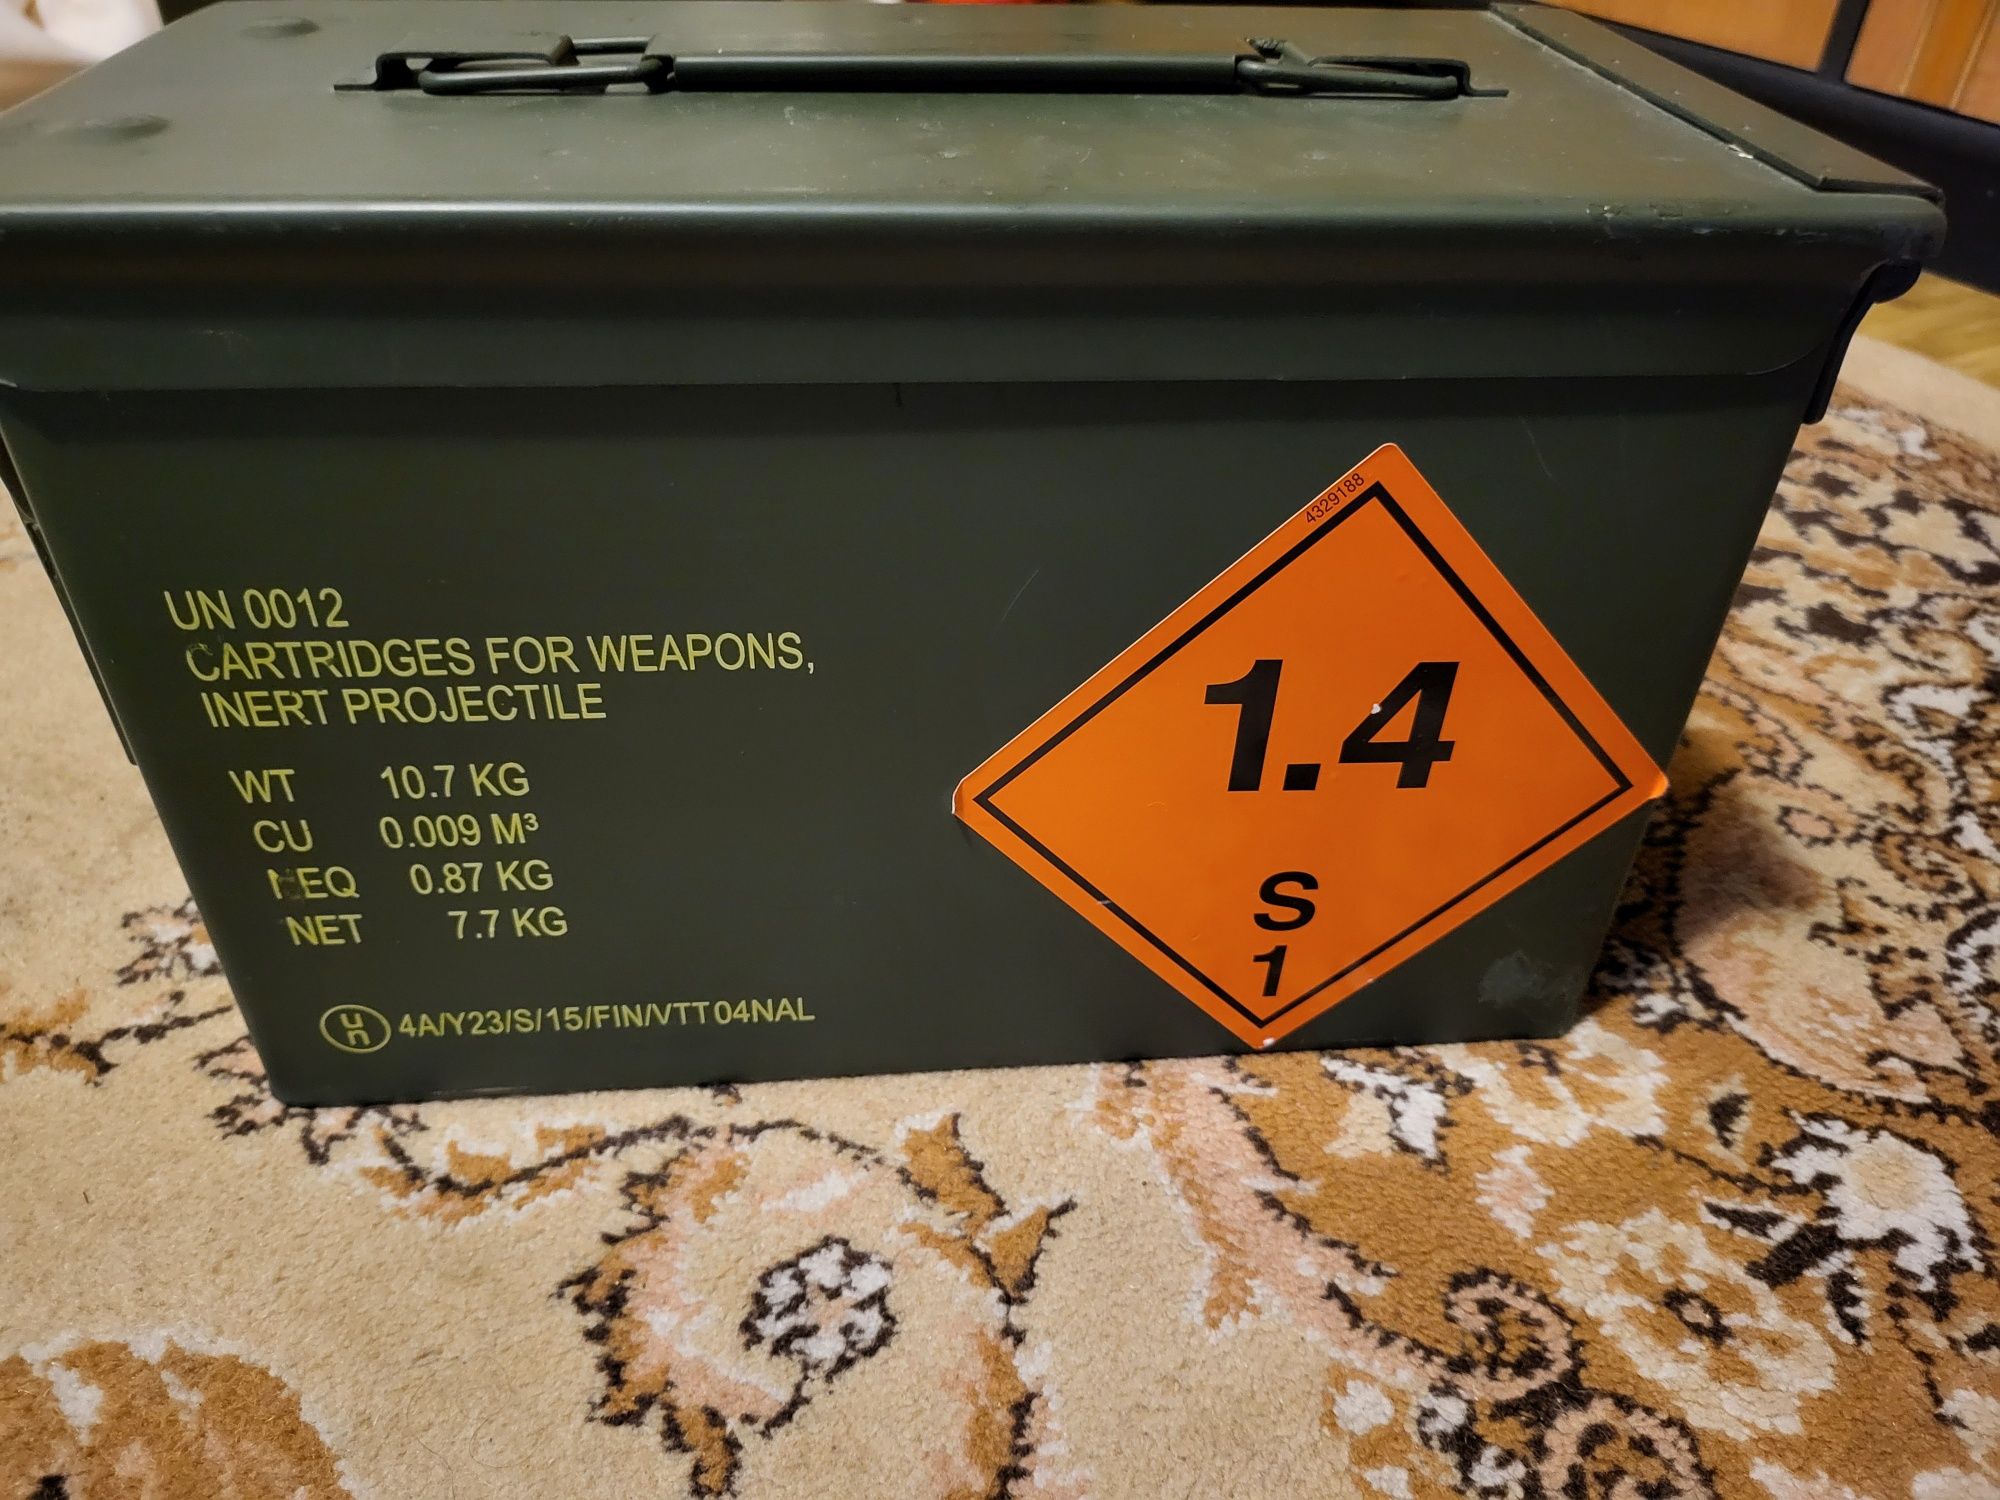 UN 0012
CARTRIDGES FOR WEAPONS,
INERT PROJECTILE
WT 10.7 KG
CU 0.009 M³
NEQ 0.87 KG
NET 7.7 KG
un 4A/Y23/S/15/FIN/VTT04NAL
4329188
1.4
S
1